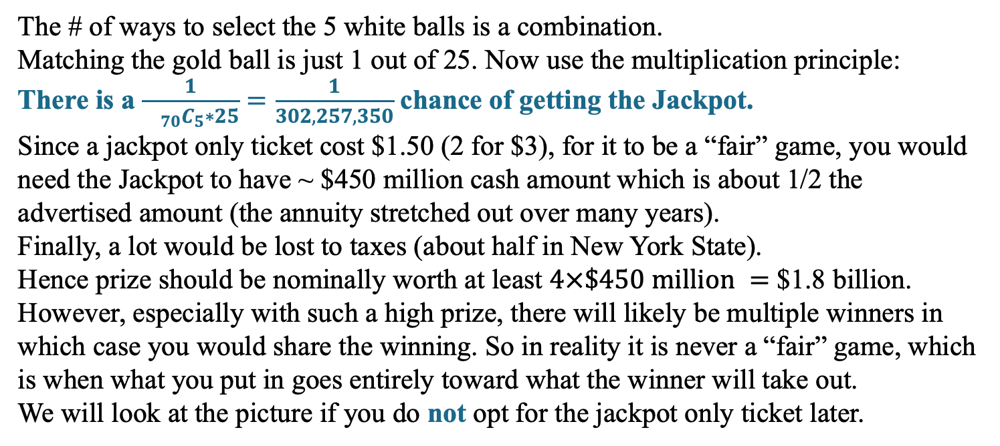 The # of ways to select the 5 white balls is a combination.
Matching the gold ball is just 1 out of 25. Now use the multiplication principle:
There is a 1/(₇₀C₅*25) = 1/302,257,350 chance of getting the Jackpot.
Since a jackpot only ticket cost $1.50 (2 for $3), for it to be a “fair” game, you would
need the Jackpot to have ~ $450 million cash amount which is about 1/2 the
advertised amount (the annuity stretched out over many years).
Finally, a lot would be lost to taxes (about half in New York State).
Hence prize should be nominally worth at least 4×$450 million = $1.8 billion.
However, especially with such a high prize, there will likely be multiple winners in
which case you would share the winning. So in reality it is never a “fair” game, which
is when what you put in goes entirely toward what the winner will take out.
We will look at the picture if you do not opt for the jackpot only ticket later.